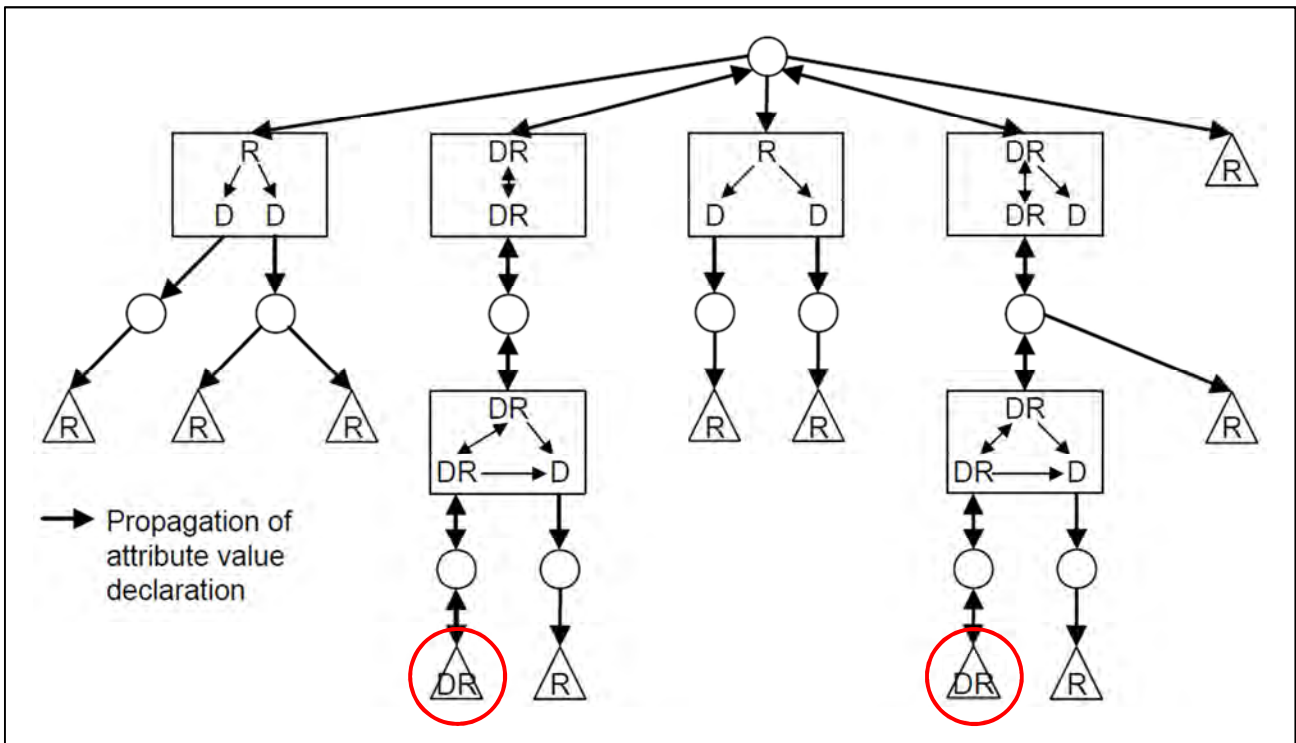 R DR R DR R
D D DR D D DR D
R R R DR R R DR R
DR D DR D
Propagation of
attribute value
declaration
DR R DR R